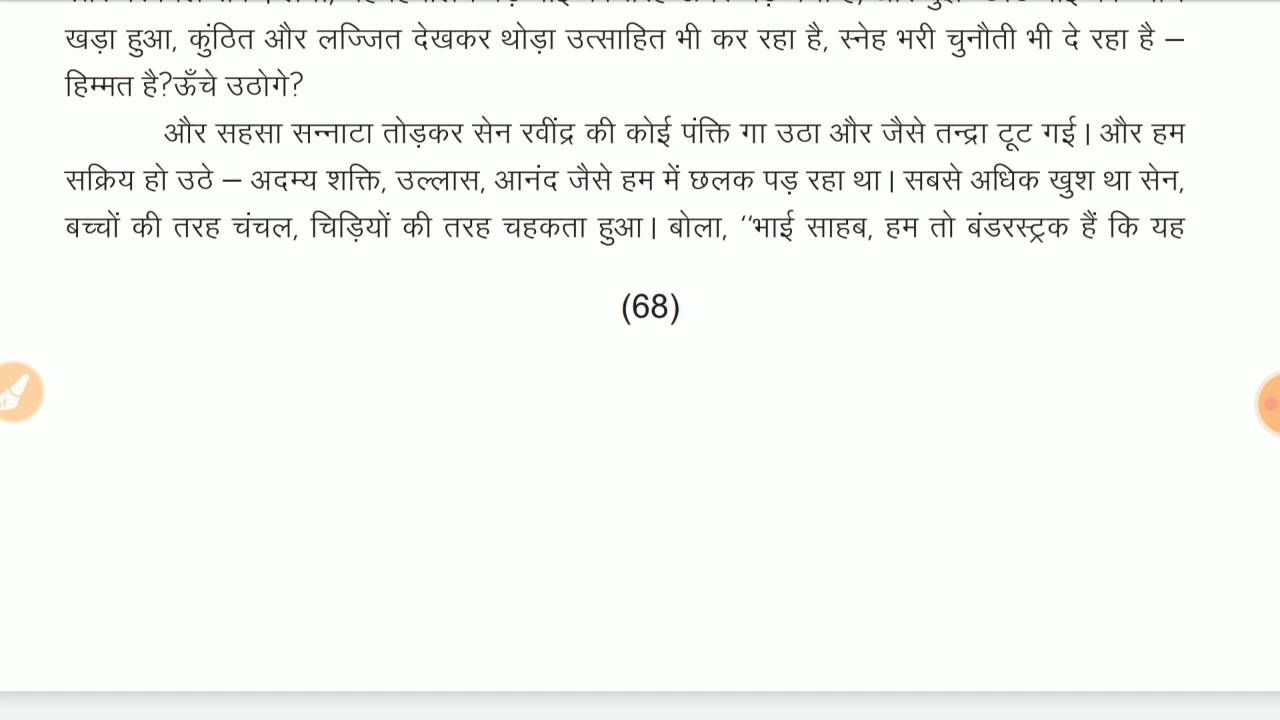 खड़ा हुआ, कुंठित और लज्जित देखकर थोड़ा उत्साहित भी कर रहा है, स्नेह भरी चुनौती भी दे रहा है –
हिम्मत है?ऊँचे उठोगे?
और सहसा सन्नाटा तोड़कर सेन रवींद्र की कोई पंक्ति गा उठा और जैसे तन्द्रा टूट गई। और हम
सक्रिय हो उठे – अदम्य शक्ति, उल्लास, आनंद जैसे हम में छलक पड़ रहा था। सबसे अधिक खुश था सेन,
बच्चों की तरह चंचल, चिड़ियों की तरह चहकता हुआ। बोला, ‘‘भाई साहब, हम तो बंडरस्ट्रक हैं कि यह
(68)